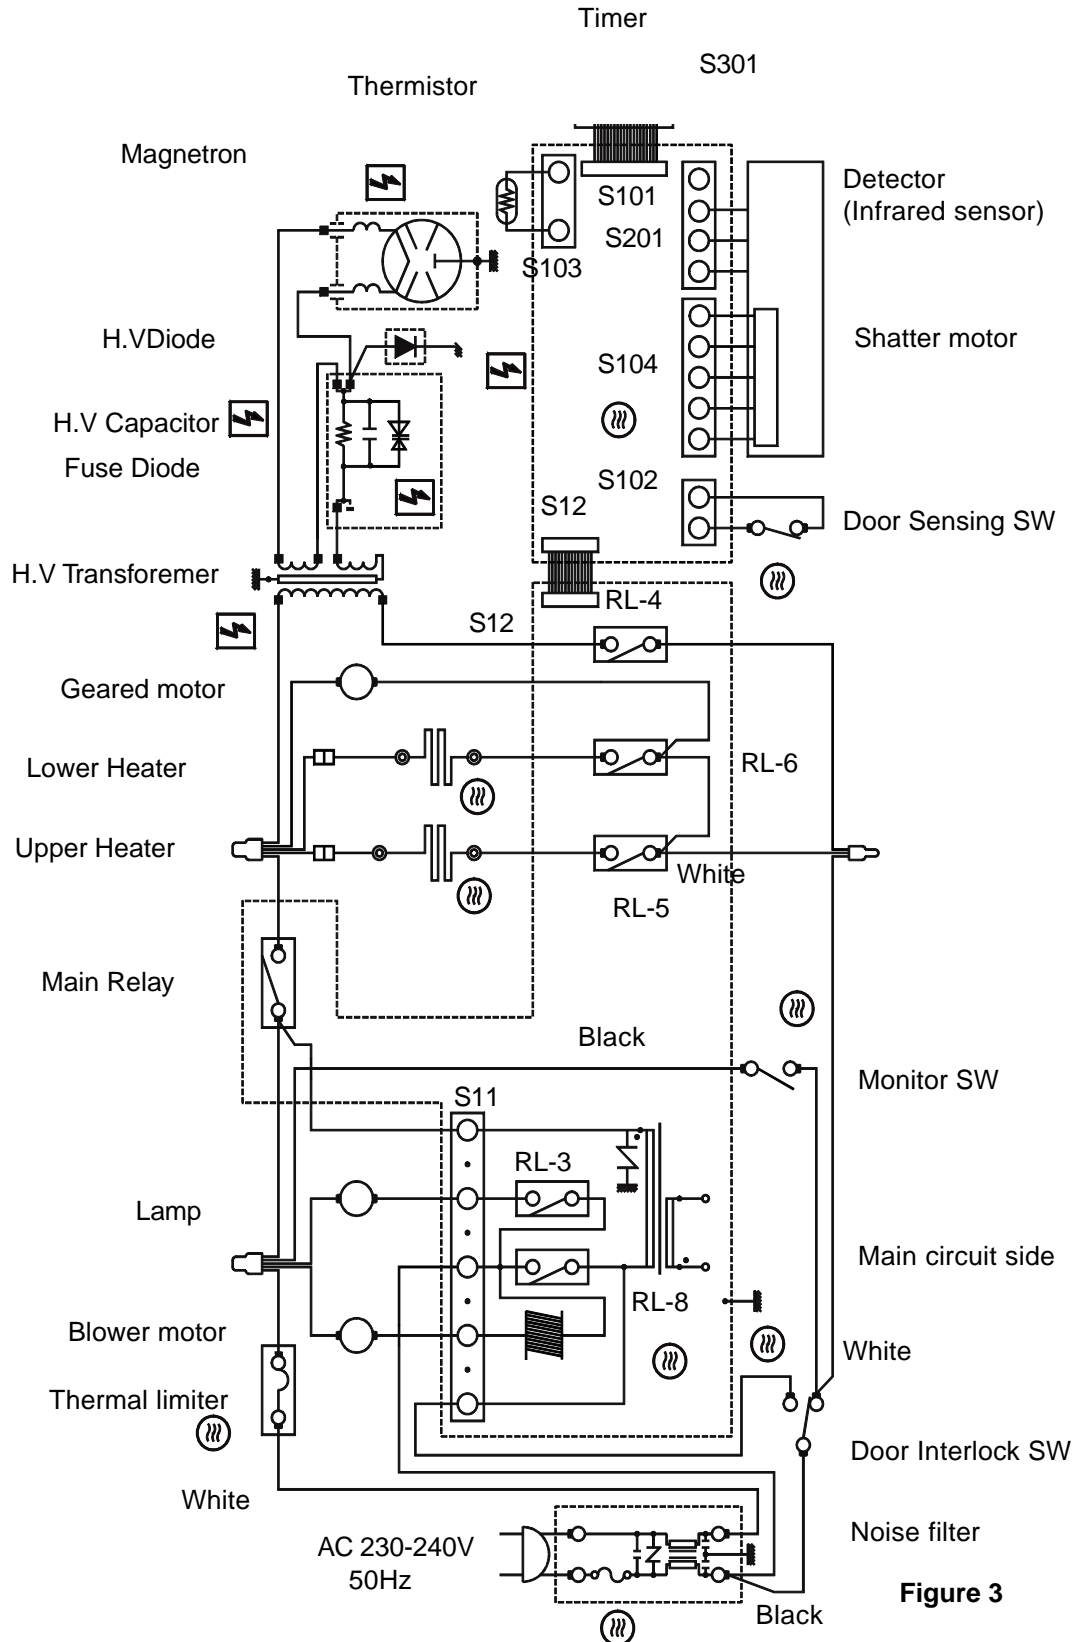 Timer
S301
Thermistor
Magnetron
S101
Detector
(Infrared sensor)
S201
S103
H.VDiode
Shatter motor
S104
H.V Capacitor
Fuse Diode
S102
S12
Door Sensing SW
H.V Transforemer
RL-4
S12
Geared motor
Lower Heater
RL-6
Upper Heater
White
RL-5
Main Relay
Black
Monitor SW
S11
RL-3
Lamp
Main circuit side
RL-8
Blower motor
White
Thermal limiter
Door Interlock SW
White
Noise filter
AC 230-240V
50Hz
Figure 3
Black